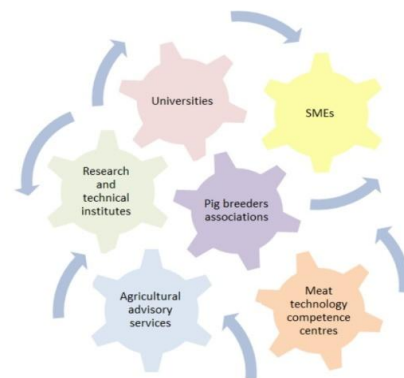 Universities
SMEs
Research
and
technical
institutes
Pig breeders
associations
Agricultural
advisory
services
Meat
technology
competence
centres